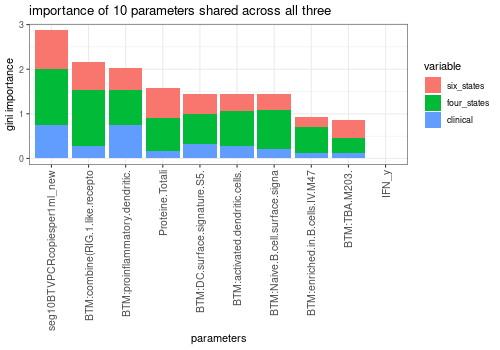 importance of 10 parameters shared across all three
gini importance
3
2
1
0
variable
six_states
four_states
clinical
seg10BTVPCRcopiesper1ml_new
BTM:combine(RIG.1.like.recepto
BTM:proinflammatory.dendritic.
Proteine.Totali
BTM:DC.surface.signature.S5.
BTM:activated.dendritic.cells.
BTM:Naive.B.cell.surface.signa
BTM:enriched.in.B.cells.IV.M47
BTM:TBA.M203.
IFN_y
parameters